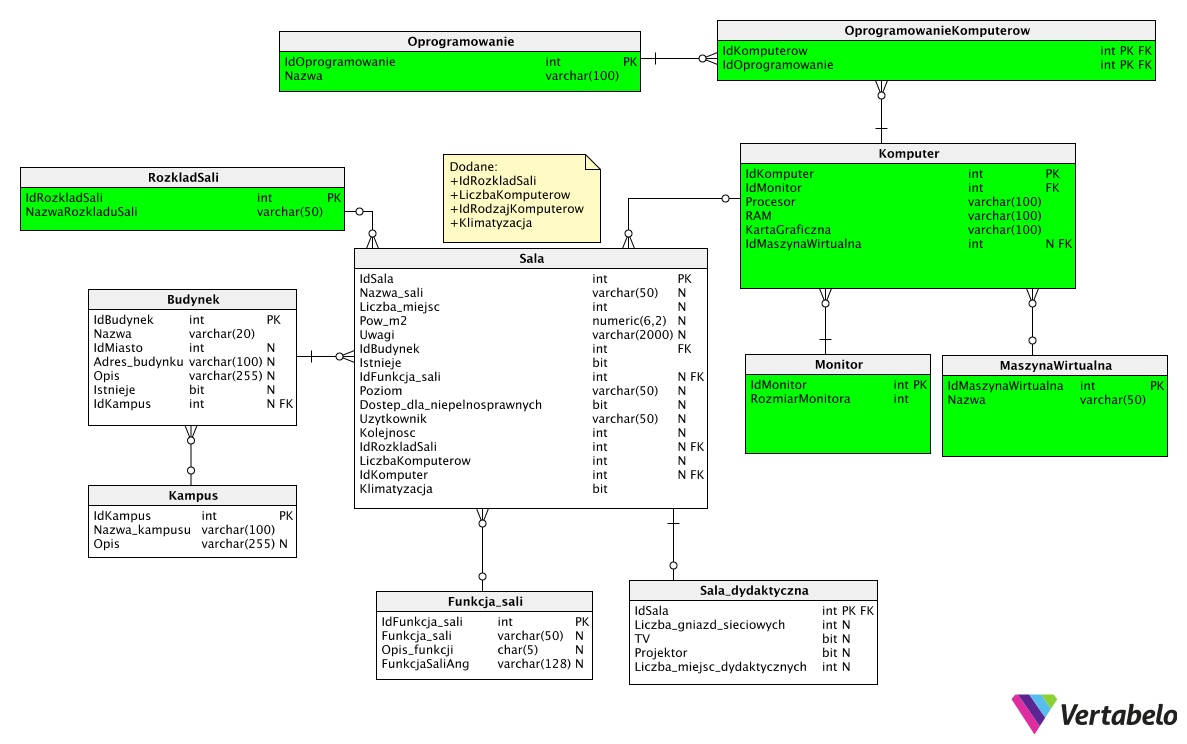 Oprogramowanie
IdOprogramowanie int PK
Nazwa varchar(100)
OprogramowanieKomputerow
IdKomputerow int PK FK
IdOprogramowanie int PK FK
RozkladSali
IdRozkladSali int PK
NazwaRozkladuSali varchar(50)
Dodane:
+IdRozkladSali
+LiczbaKomputerow
+IdRodzajKomputerow
+Klimatyzacja
Komputer
IdKomputer int PK
IdMonitor int FK
Procesor varchar(100)
RAM varchar(100)
KartaGraficzna varchar(100)
IdMaszynaWirtualna int N FK
Sala
IdSala int PK
Nazwa_sali varchar(50) N
Liczba_miejsc int N
Pow_m2 numeric(6,2) N
Uwagi varchar(2000) N
IdBudynek int FK
Istnieje bit
IdFunkcja_sali int N FK
Poziom varchar(50) N
Dostep_dla_niepelnosprawnych bit N
Uzytkownik varchar(50) N
Kolejnosc int N
IdRozkladSali int N FK
LiczbaKomputerow int N
IdKomputer int N FK
Klimatyzacja bit
Budynek
IdBudynek int PK
Nazwa varchar(20)
IdMiasto int N
Adres_budynku varchar(100) N
Opis varchar(255) N
Istnieje bit N
IdKampus int N FK
Monitor
IdMonitor int PK
RozmiarMonitora int
MaszynaWirtualna
IdMaszynaWirtualna int PK
Nazwa varchar(50)
Kampus
IdKampus int PK
Nazwa_kampusu varchar(100)
Opis varchar(255) N
Funkcja_sali
IdFunkcja_sali int PK
Funkcja_sali varchar(50) N
Opis_funkcji char(5) N
FunkcjaSaliAng varchar(128) N
Sala_dydaktyczna
IdSala int PK FK
Liczba_gniazd_sieciowych int N
TV bit N
Projektor bit N
Liczba_miejsc_dydaktycznych int N
Vertabelo